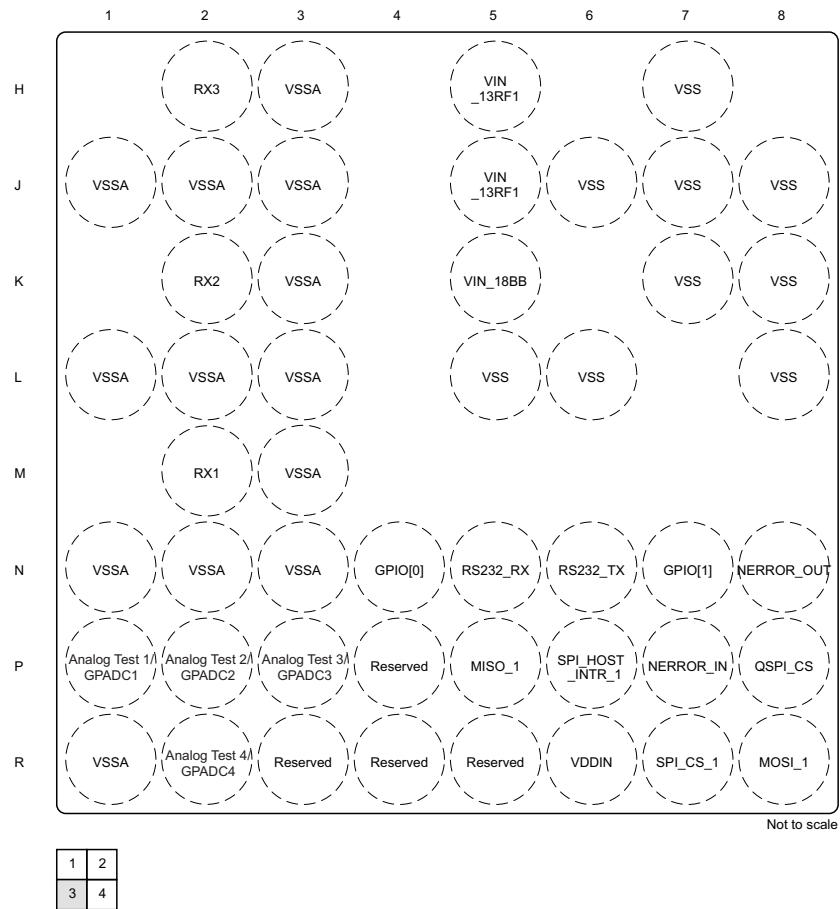 1 2 3 4 5 6 7 8
H RX3 VSSA VIN _13RF1 VSS
J VSSA VSSA VSSA VIN _13RF1 VSS VSS VSS
K RX2 VSSA VIN_18BB VSS VSS
L VSSA VSSA VSSA VSS VSS VSS
M RX1 VSSA
N VSSA VSSA VSSA GPIO[0] RS232_RX RS232_TX GPIO[1] NERROR_OUT
P Analog Test 1/ GPADC1 Analog Test 2/ GPADC2 Analog Test 3/ GPADC3 Reserved MISO_1 SPI_HOST _INTR_1 NERROR_IN QSPI_CS
R VSSA Analog Test 4/ GPADC4 Reserved Reserved Reserved VDDIN SPI_CS_1 MOSI_1
Not to scale
1 2
3 4